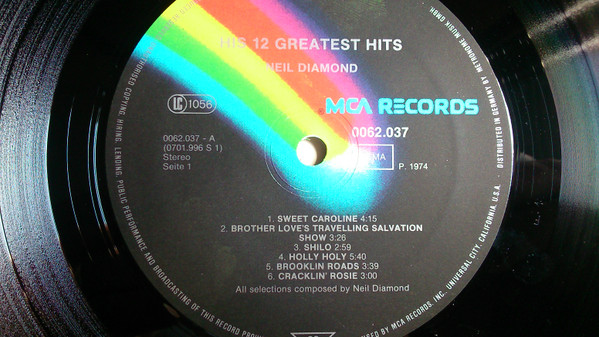 HIS 12 GREATEST HITS
NEIL DIAMOND
LC 1056
MCA RECORDS
0062.037
0062.037 - A
(0701.996 S 1)
Stereo
Seite 1
P. 1974
1. SWEET CAROLINE 4:15
2. BROTHER LOVE'S TRAVELLING SALVATION
SHOW 3:26
3. SHILO 2:59
4. HOLLY HOLY 5:40
5. BROOKLIN ROADS 3:39
6. CRACKLIN' ROSIE 3:00
All selections composed by Neil Diamond
COPYING, HIRING, LENDING, PUBLIC PERFORMANCE AND BROADCASTING OF THIS RECORD
BY MCA RECORDS, INC., UNIVERSAL CITY, CALIFORNIA, U.S.A. · DISTRIBUTED IN GERMANY BY METRONOME MUSIK GMBH